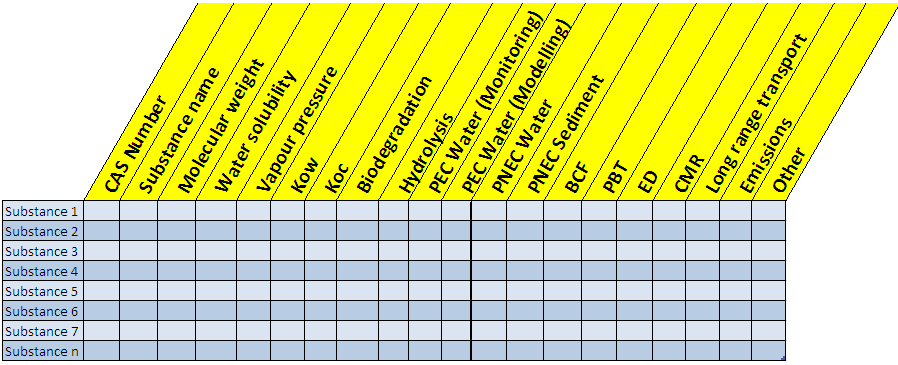 CAS Number
Substance name
Molecular weight
Water solubility
Vapour pressure
Kow
Koc
Biodegradation
Hydrolysis
PEC Water (Monitoring)
PEC Water (Modelling)
PNEC Water
PNEC Sediment
BCF
PBT
ED
CMR
Long range transport
Emissions
Other
Substance 1
Substance 2
Substance 3
Substance 4
Substance 5
Substance 6
Substance 7
Substance n